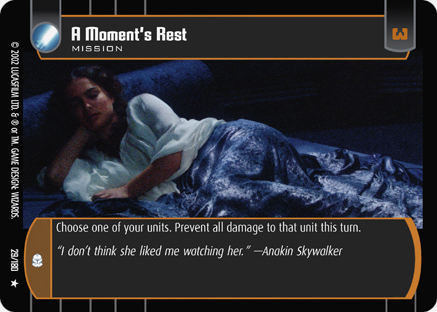 A Moment's Rest
MISSION
3
© 2002 LUCASFILM LTD. & ® or TM. GAME DESIGN: WIZARDS
29/180 ★
Choose one of your units. Prevent all damage to that unit this turn.
“I don't think she liked me watching her.” —Anakin Skywalker